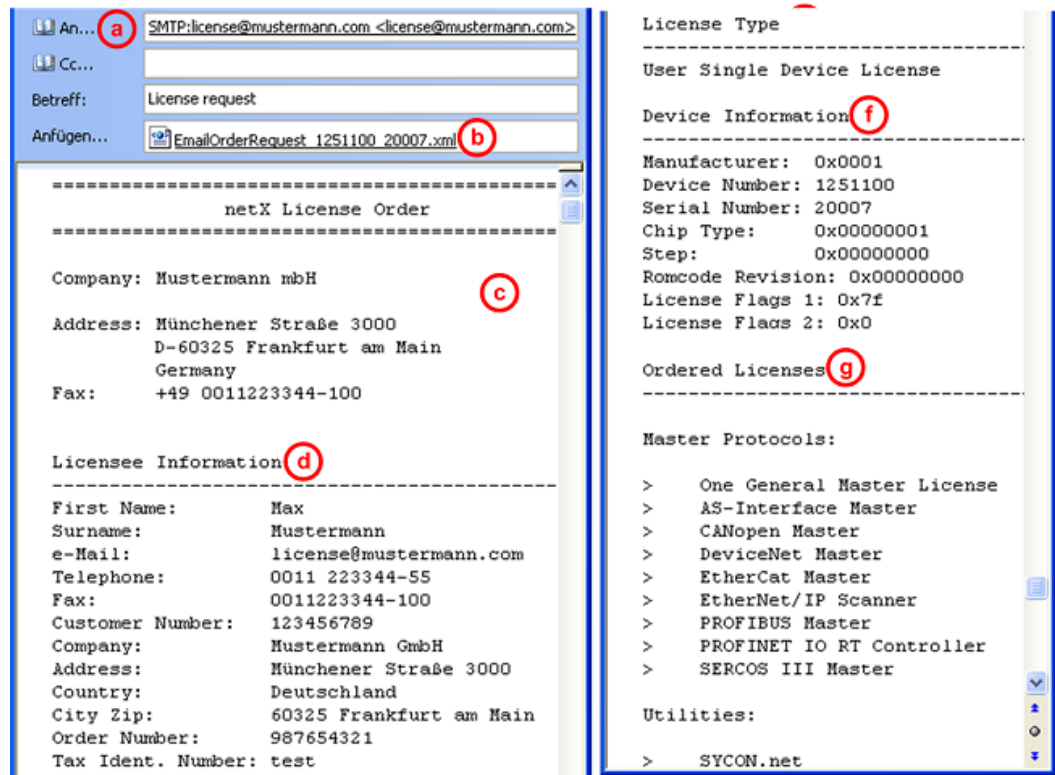 An... a SMTP:license@mustermann.com <license@mustermann.com>
Cc...
Betreff: License request
Anfügen... EmailOrderRequest_1251100_20007.xml b
==============================================
netX License Order
==============================================
Company: Mustermann mbH
c
Address: Münchener Straße 3000
D-60325 Frankfurt am Main
Germany
Fax: +49 0011223344-100
Licensee Information d
----------------------------------------------
First Name: Max
Surname: Mustermann
e-Mail: license@mustermann.com
Telephone: 0011 223344-55
Fax: 0011223344-100
Customer Number: 123456789
Company: Mustermann GmbH
Address: Münchener Straße 3000
Country: Deutschland
City Zip: 60325 Frankfurt am Main
Order Number: 987654321
Tax Ident. Number: test
License Type
----------------------------------
User Single Device License
Device Information f
----------------------------------
Manufacturer: 0x0001
Device Number: 1251100
Serial Number: 20007
Chip Type: 0x00000001
Step: 0x00000000
Romcode Revision: 0x00000000
License Flags 1: 0x7f
License Flags 2: 0x0
Ordered Licenses g
----------------------------------
Master Protocols:
> One General Master License
> AS-Interface Master
> CANopen Master
> DeviceNet Master
> EtherCat Master
> EtherNet/IP Scanner
> PROFIBUS Master
> PROFINET IO RT Controller
> SERCOS III Master
Utilities:
> SYCON.net